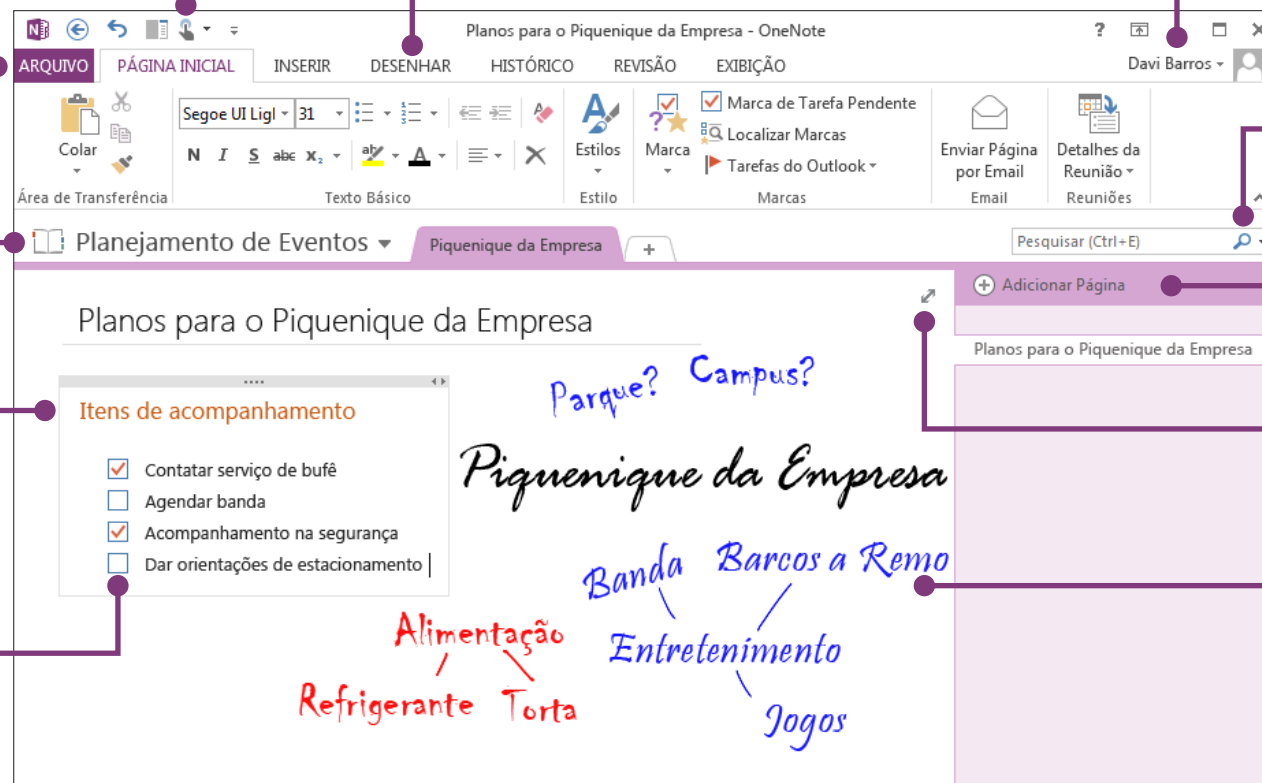 Planos para o Piquenique da Empresa - OneNote
?
ARQUIVO PÁGINA INICIAL INSERIR DESENHAR HISTÓRICO REVISÃO EXIBIÇÃO Davi Barros
Colar
Segoe UI Ligl 31
N I S abc x₂ ab A
Estilos
Marca
Marca de Tarefa Pendente
Localizar Marcas
Tarefas do Outlook
Enviar Página
por Email
Detalhes da
Reunião
Área de Transferência Texto Básico Estilo Marcas Email Reuniões
Planejamento de Eventos Piquenique da Empresa + Pesquisar (Ctrl+E)
Adicionar Página
Planos para o Piquenique da Empresa
Planos para o Piquenique da Empresa
Itens de acompanhamento
Contatar serviço de bufê
Agendar banda
Acompanhamento na segurança
Dar orientações de estacionamento
Parque? Campus?
Piquenique da Empresa
Banda Barcos a Remo
Entretenimento
Jogos
Alimentação
Refrigerante Torta